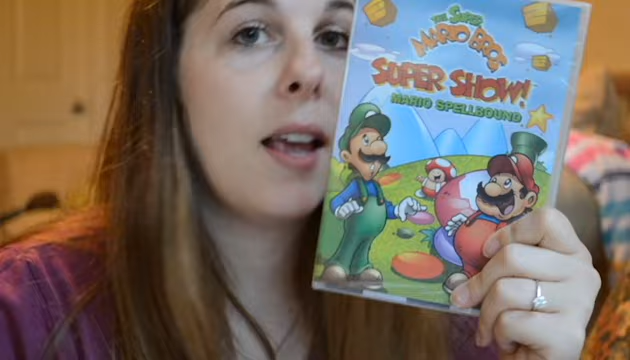 THE SUPER
MARIO BROS.
SUPER SHOW!
MARIO SPELLBOUND